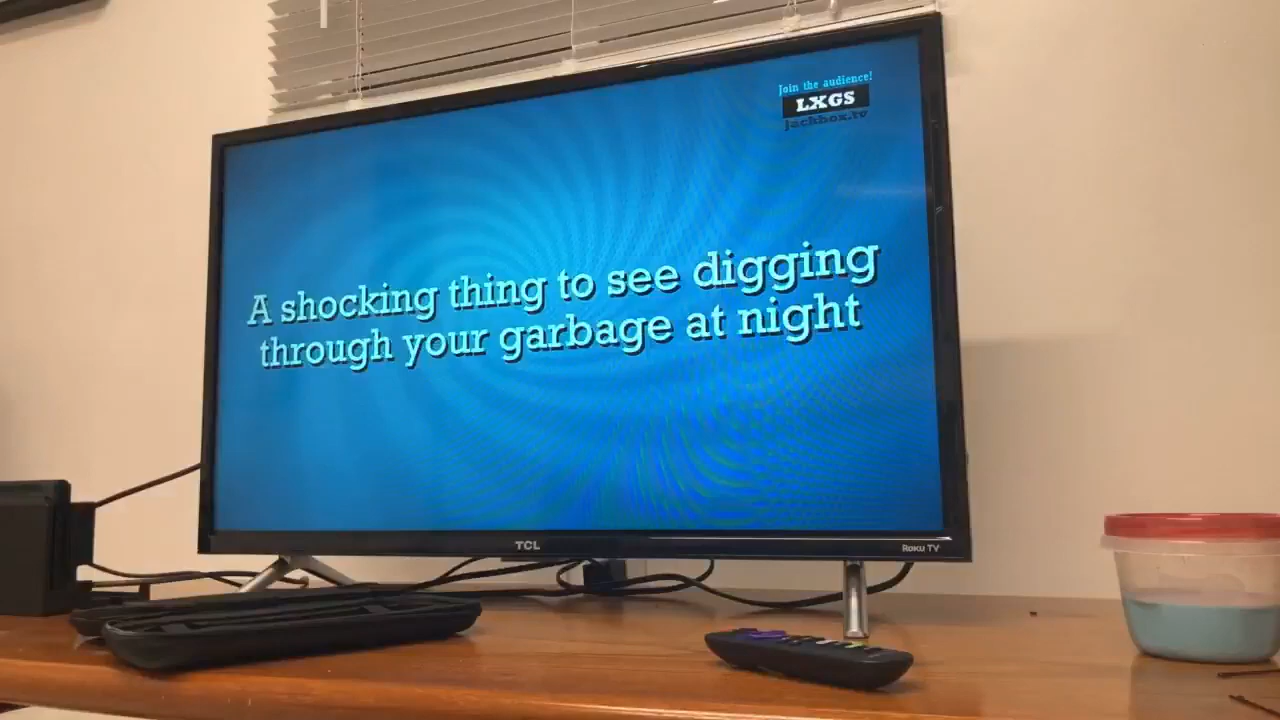 Join the audience!
LXGS
jackbox.tv
A shocking thing to see digging
through your garbage at night
TCL
Roku TV